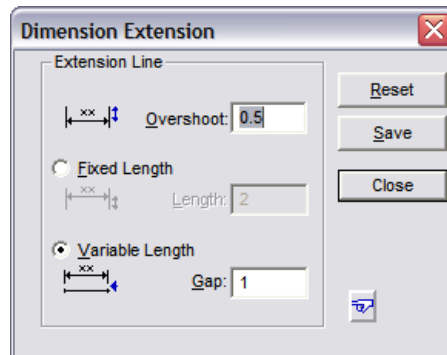 Dimension Extension
Extension Line
xx
Overshoot: 0.5
Fixed Length
xx
Length: 2
Variable Length
xx
Gap: 1
Reset
Save
Close